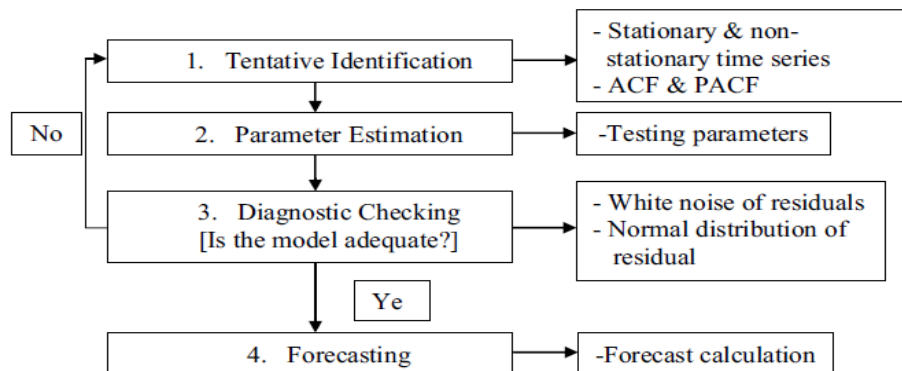 1. Tentative Identification
- Stationary & non-
stationary time series
- ACF & PACF
No
2. Parameter Estimation
-Testing parameters
3. Diagnostic Checking
[Is the model adequate?]
- White noise of residuals
- Normal distribution of
residual
Ye
4. Forecasting
-Forecast calculation